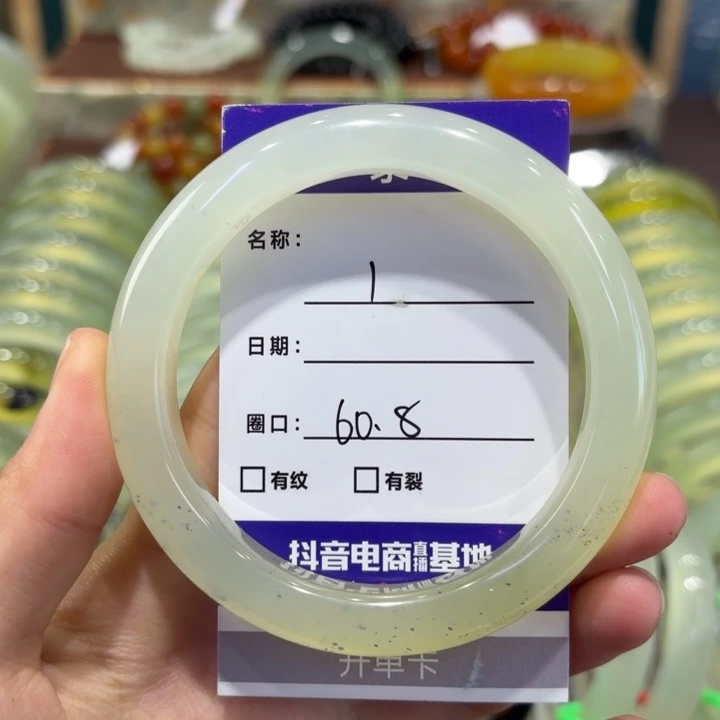 名称： 1
日期：
圈口： 60.8
□有纹 □有裂
抖音电商直播基地
开单卡